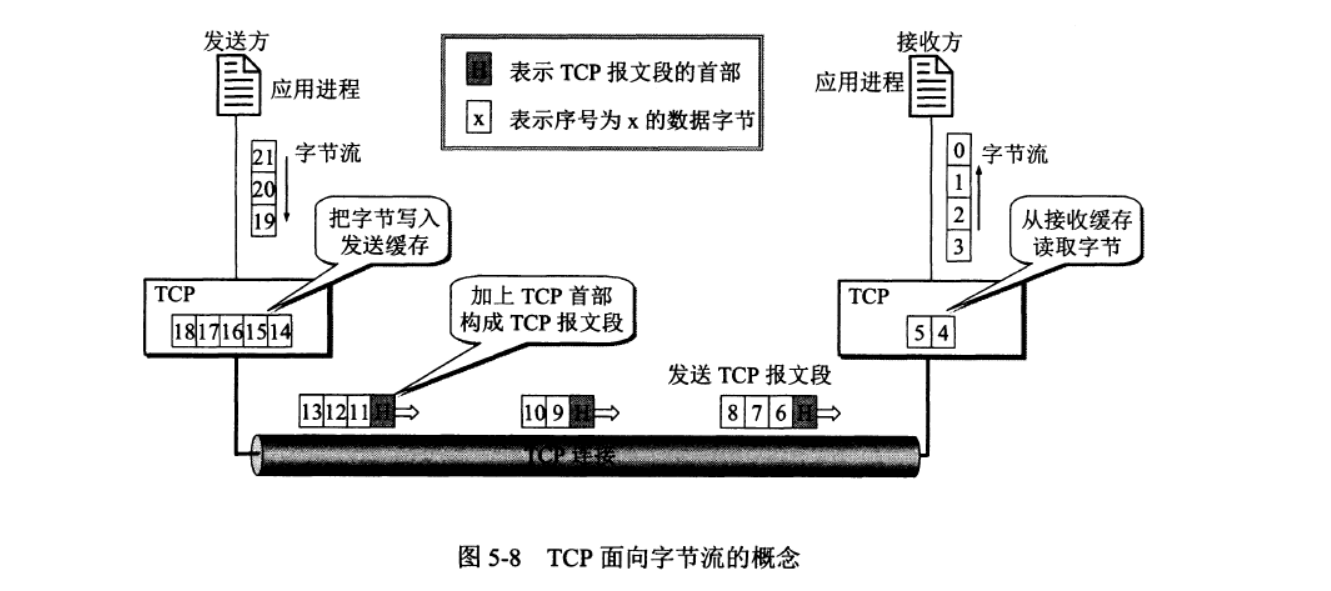 发送方
接收方
H 表示 TCP 报文段的首部
x 表示序号为 x 的数据字节
应用进程
应用进程
21
20
19
字节流
0
1
2
3
字节流
把字节写入
发送缓存
从接收缓存
读取字节
TCP
18 17 16 15 14
TCP
5 4
加上 TCP 首部
构成 TCP 报文段
发送 TCP 报文段
13 12 11 H
10 9 H
8 7 6 H
TCP 连接
图 5-8 TCP 面向字节流的概念